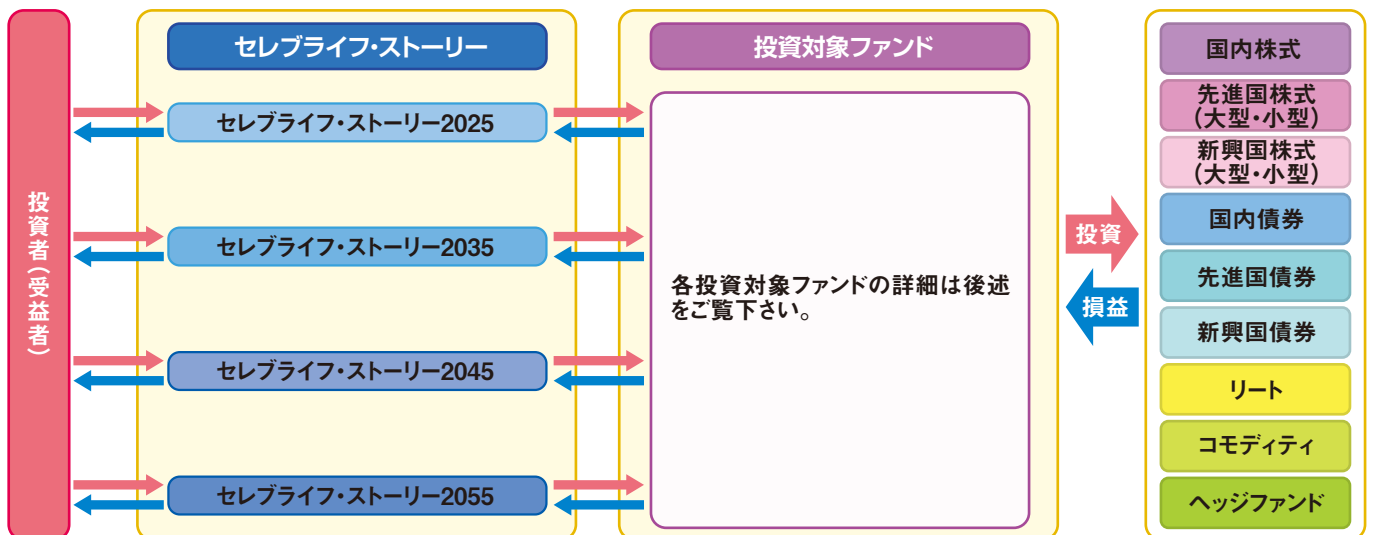 投資者(受益者)
セレブライフ・ストーリー
セレブライフ・ストーリー2025
セレブライフ・ストーリー2035
セレブライフ・ストーリー2045
セレブライフ・ストーリー2055
投資対象ファンド
各投資対象ファンドの詳細は後述
をご覧下さい。
投資
損益
国内株式
先進国株式
(大型・小型)
新興国株式
(大型・小型)
国内債券
先進国債券
新興国債券
リート
コモディティ
ヘッジファンド